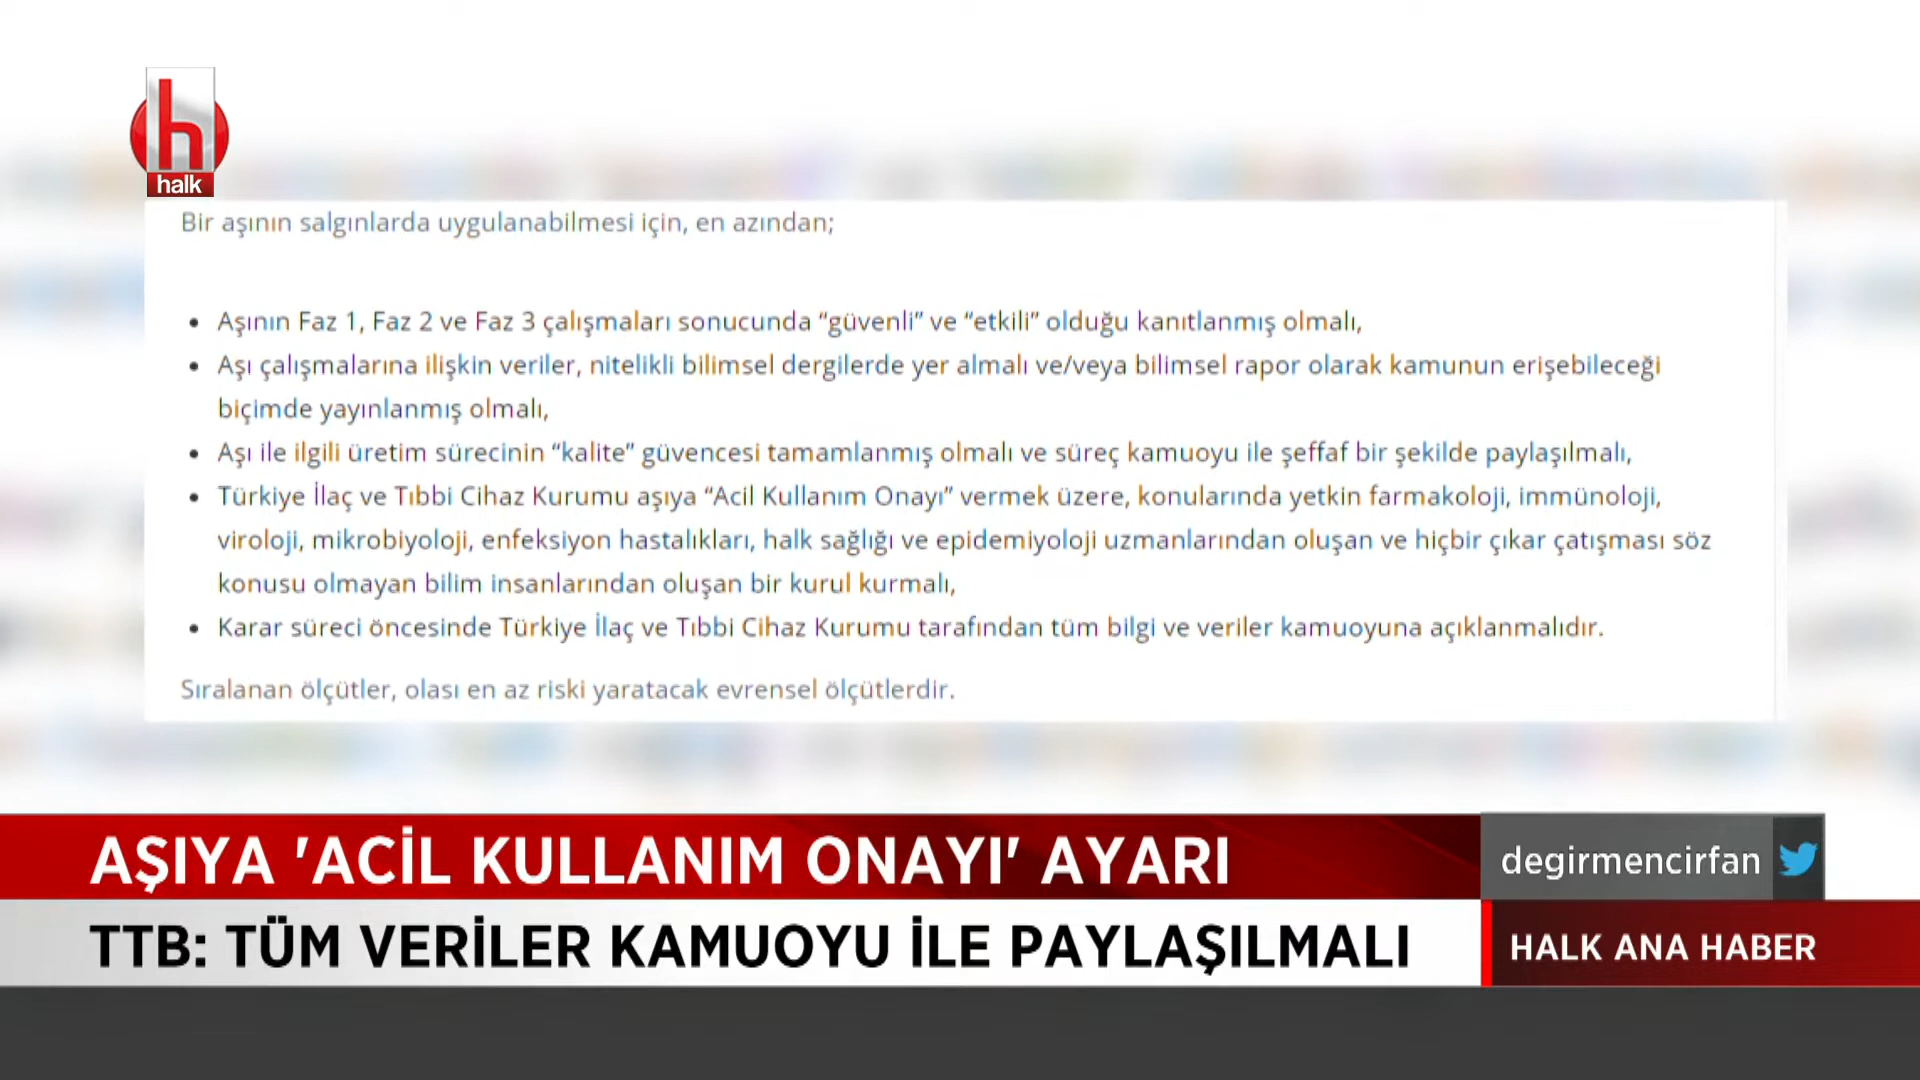 h
halk
Bir aşının salgınlarda uygulanabilmesi için, en azından;
• Aşının Faz 1, Faz 2 ve Faz 3 çalışmaları sonucunda “güvenli” ve “etkili” olduğu kanıtlanmış olmalı,
• Aşı çalışmalarına ilişkin veriler, nitelikli bilimsel dergilerde yer almalı ve/veya bilimsel rapor olarak kamunun erişebileceği
biçimde yayınlanmış olmalı,
• Aşı ile ilgili üretim sürecinin “kalite” güvencesi tamamlanmış olmalı ve süreç kamuoyu ile şeffaf bir şekilde paylaşılmalı,
• Türkiye İlaç ve Tıbbi Cihaz Kurumu aşıya “Acil Kullanım Onayı” vermek üzere, konularında yetkin farmakoloji, immünoloji,
viroloji, mikrobiyoloji, enfeksiyon hastalıkları, halk sağlığı ve epidemiyoloji uzmanlarından oluşan ve hiçbir çıkar çatışması söz
konusu olmayan bilim insanlarından oluşan bir kurul kurmalı,
• Karar süreci öncesinde Türkiye İlaç ve Tıbbi Cihaz Kurumu tarafından tüm bilgi ve veriler kamuoyuna açıklanmalıdır.
Sıralanan ölçütler, olası en az riski yaratacak evrensel ölçütlerdir.
AŞIYA 'ACİL KULLANIM ONAYI' AYARI
degirmencirfan
TTB: TÜM VERİLER KAMUOYU İLE PAYLAŞILMALI
HALK ANA HABER